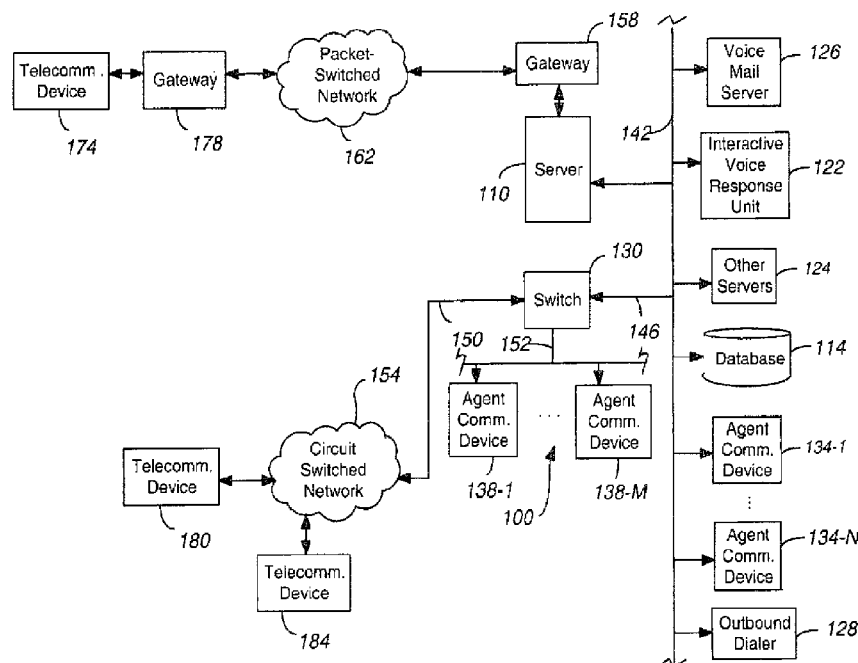 158
Packet-
Switched
Network
Gateway
Telecomm.
Device
Gateway
Voice
Mail
Server
126
174
178
162
142
110
Server
Interactive
Voice
Response
Unit
122
130
Switch
Other
Servers
124
150
152
146
154
Database
114
Agent
Comm.
Device
...
Agent
Comm.
Device
Circuit
Switched
Network
Agent
Comm.
Device
134-1
Telecomm.
Device
138-1
100
138-M
180
...
Agent
Comm.
Device
134-N
Telecomm.
Device
184
Outbound
Dialer
128